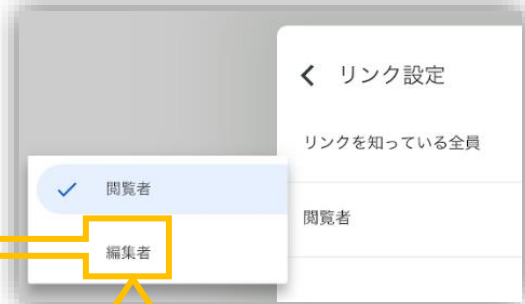 リンク設定
リンクを知っている全員
閲覧者
閲覧者
編集者